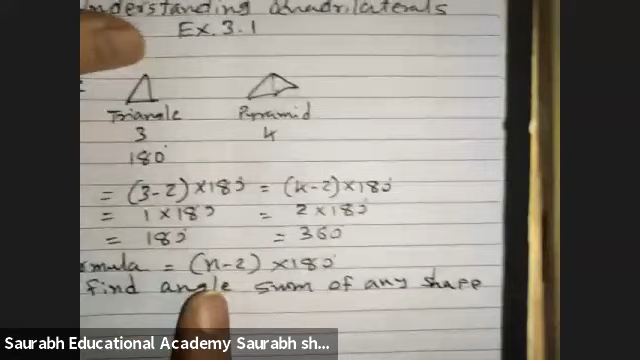 Understanding Quadrilaterals
Ex. 3.1
Triangle Pyramid
3 4
180°
= (3-2) × 180° = (4-2) × 180°
= 1 × 180° = 2 × 180°
= 180° = 360°
ormula = (n-2) × 180°
find angle sum of any shape
Saurabh Educational Academy Saurabh sh...